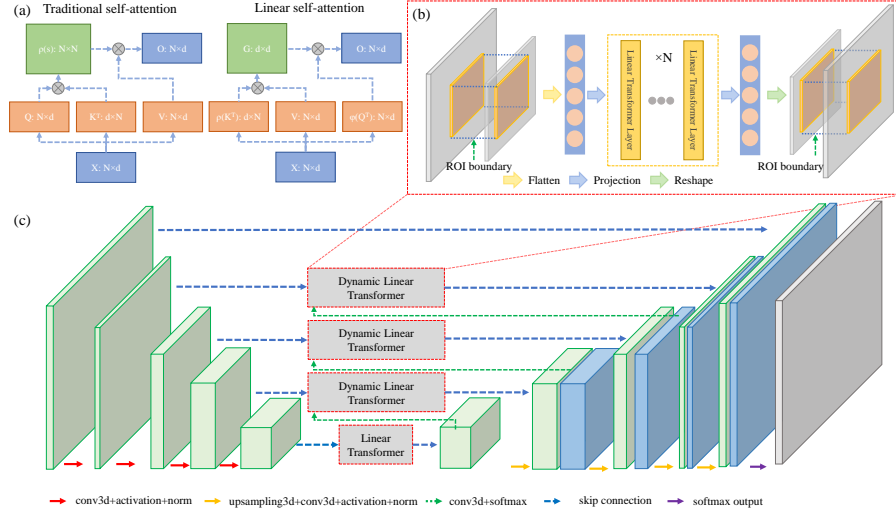 (a)
Traditional self-attention
Linear self-attention
ρ(s): N×N
O: N×d
G: d×d
O: N×d
Q: N×d
Kᵀ: d×N
V: N×d
ρ(Kᵀ): d×N
V: N×d
φ(Qᵀ): N×d
X: N×d
X: N×d
(b)
Linear Transformer Layer
×N
Linear Transformer Layer
ROI boundary
ROI boundary
Flatten
Projection
Reshape
(c)
Dynamic Linear
Transformer
Dynamic Linear
Transformer
Dynamic Linear
Transformer
Linear
Transformer
conv3d+activation+norm
upsampling3d+conv3d+activation+norm
conv3d+softmax
skip connection
softmax output